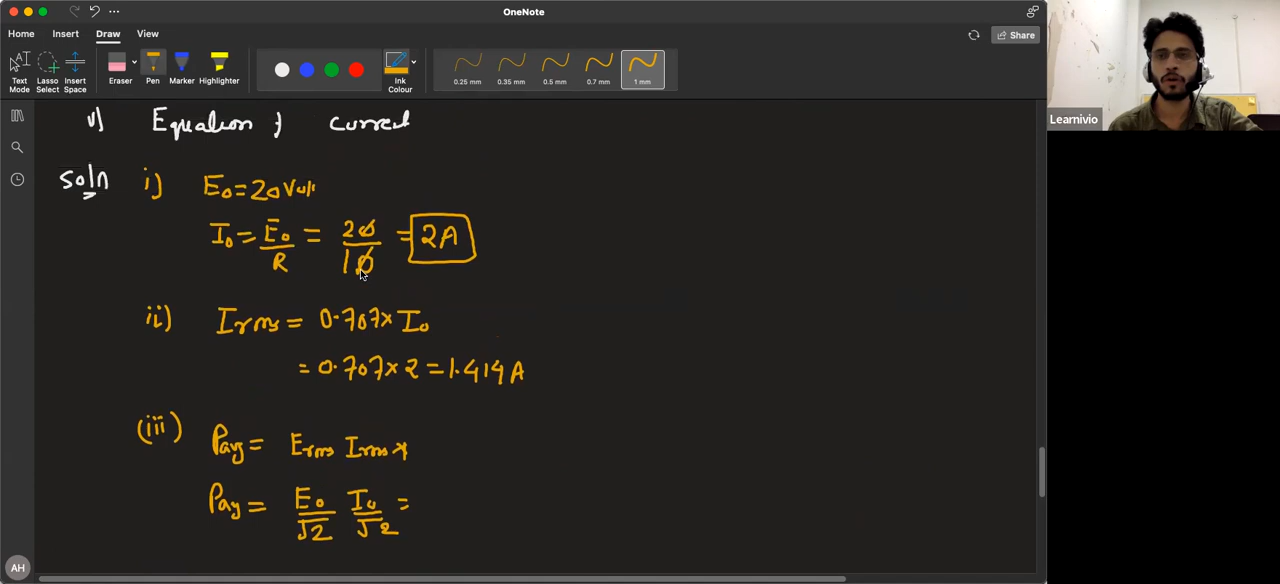 OneNote
Home Insert Draw View
Share
Text Mode
Lasso Select
Insert Space
Eraser
Pen
Marker
Highlighter
Ink Colour
0.25 mm
0.35 mm
0.5 mm
0.7 mm
1 mm
Learnivio
v) Equation of current
Soln i) E₀ = 20 Volt
I₀ = E₀/R = 20/10 = 2A
ii) Irms = 0.707 × I₀
= 0.707 × 2 = 1.414 A
(iii) Pav = Erms Irms ×
Pav = E₀/√2 I₀/√2 =
AH